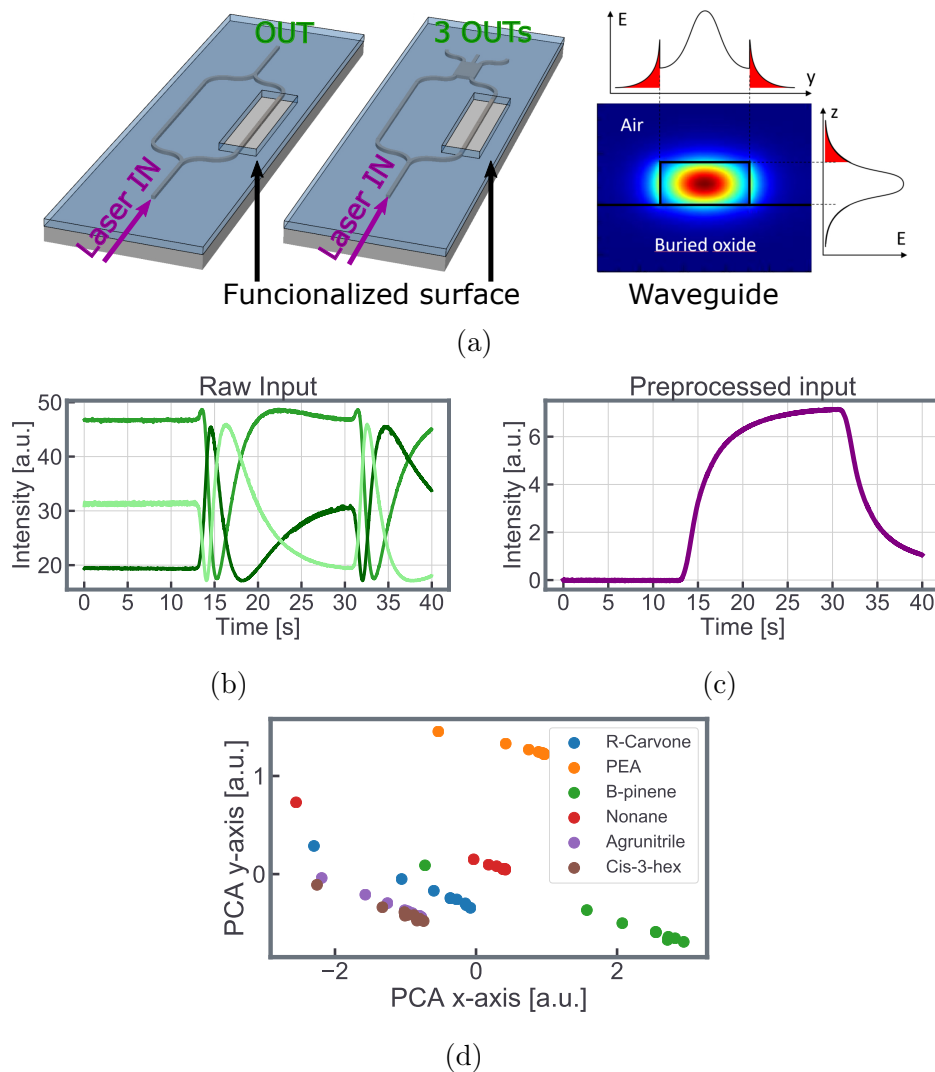 OUT
3 OUTs
Laser IN
Laser IN
Funcionalized surface
E
y
z
Air
Buried oxide
E
Waveguide
(a)
Raw Input
Intensity [a.u.]
50
40
30
20
0 5 10 15 20 25 30 35 40
Time [s]
(b)
Preprocessed input
Intensity [a.u.]
6
4
2
0
0 5 10 15 20 25 30 35 40
Time [s]
(c)
PCA y-axis [a.u.]
1
0
R-Carvone
PEA
B-pinene
Nonane
Agrunitrile
Cis-3-hex
−2 0 2
PCA x-axis [a.u.]
(d)